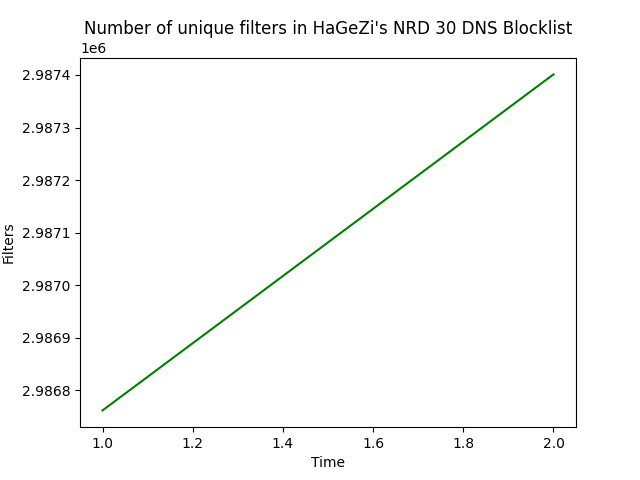 Number of unique filters in HaGeZi's NRD 30 DNS Blocklist
1e6
2.9874
2.9873
2.9872
2.9871
2.9870
2.9869
2.9868
Filters
1.0 1.2 1.4 1.6 1.8 2.0
Time